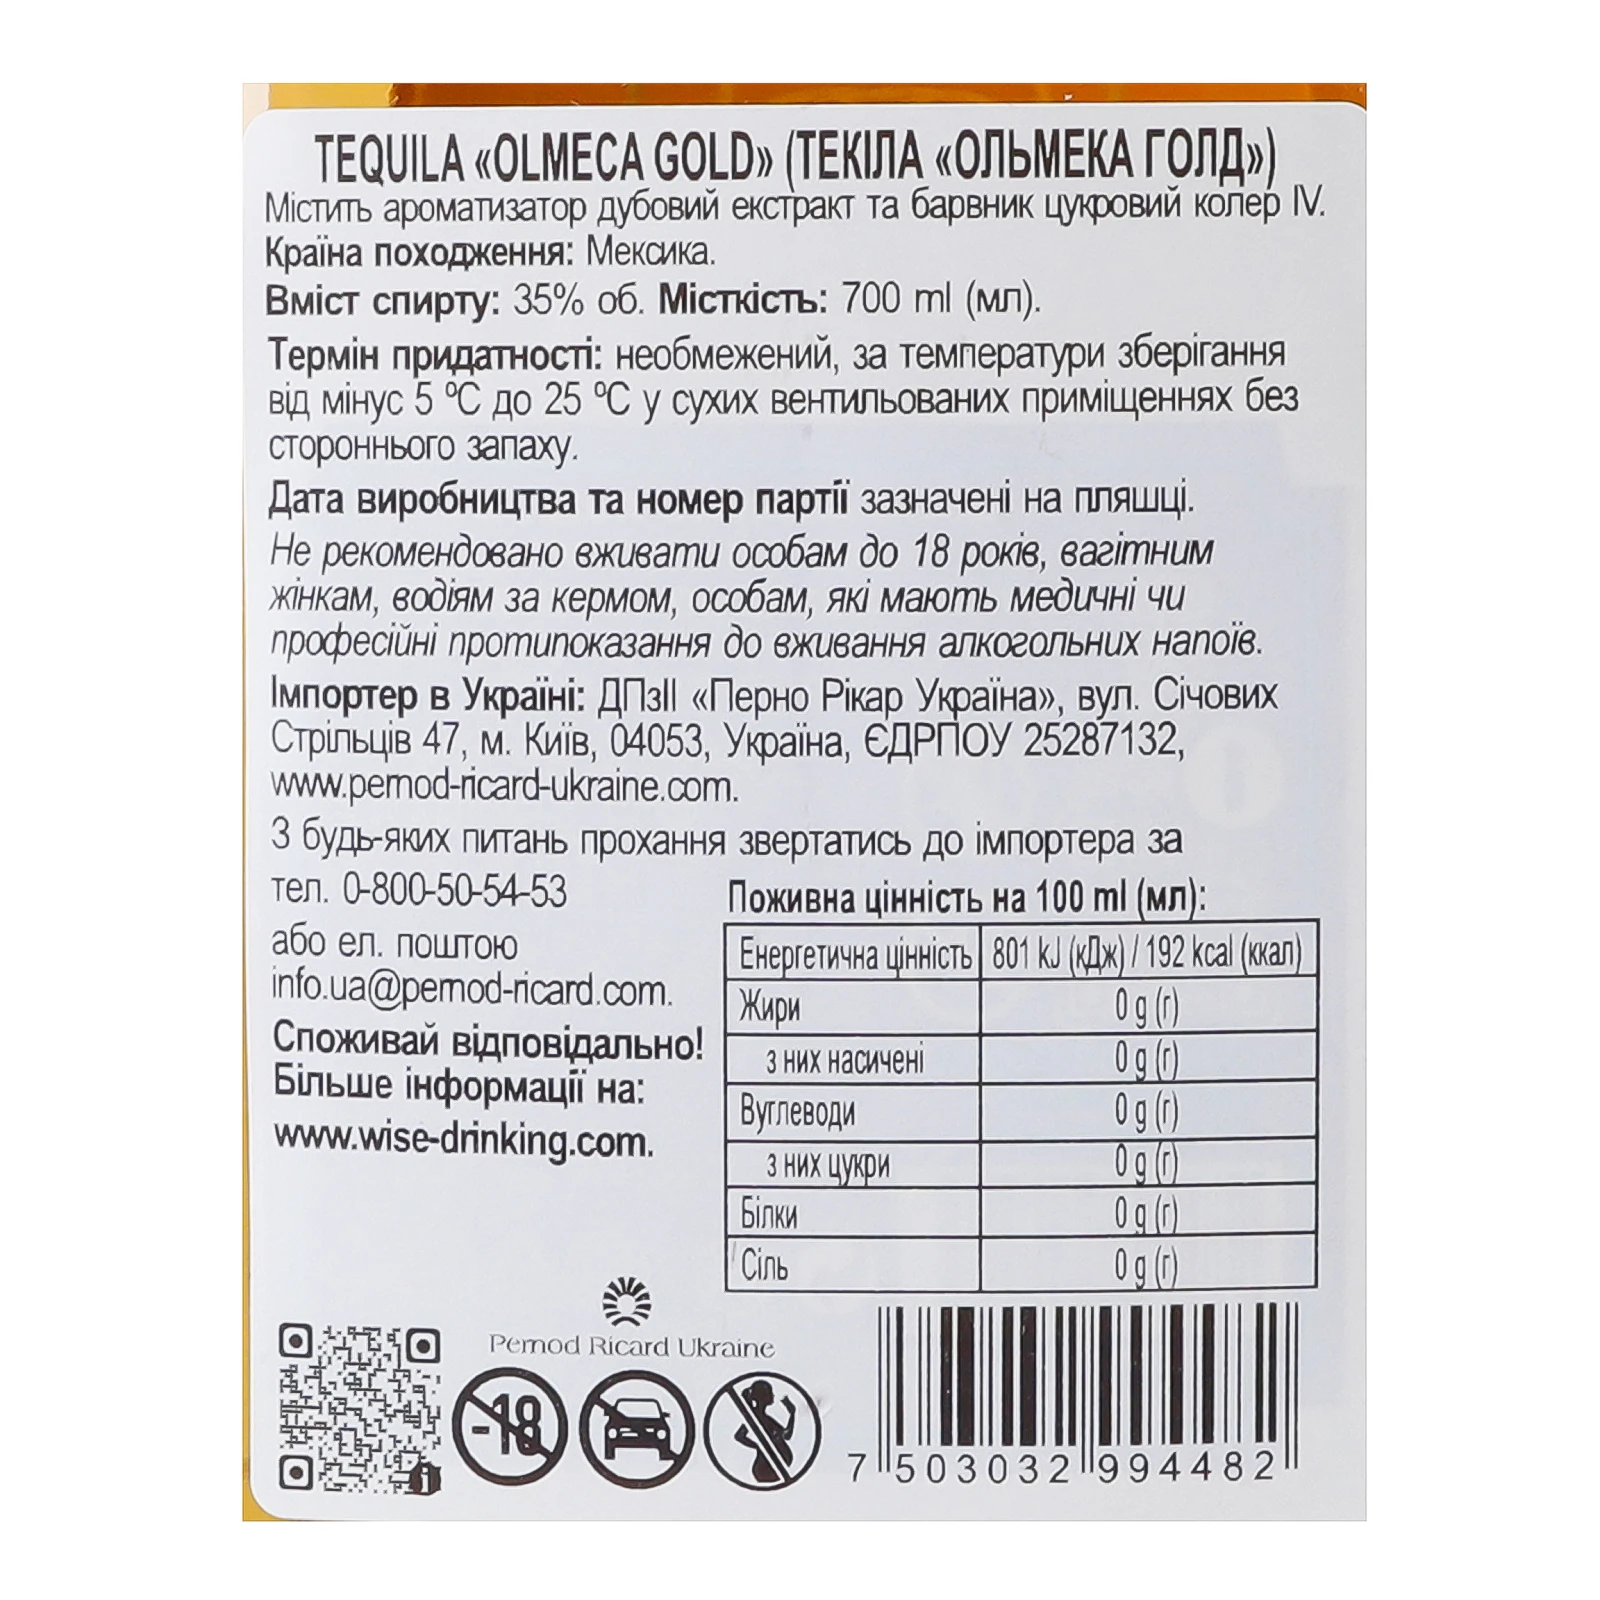 TEQUILA «OLMECA GOLD» (ТЕКІЛА «ОЛЬМЕКА ГОЛД»)
Містить ароматизатор дубовий екстракт та барвник цукровий колер IV.
Країна походження: Мексика.
Вміст спирту: 35% об. Місткість: 700 ml (мл).
Термін придатності: необмежений, за температури зберігання
від мінус 5 ºC до 25 ºC у сухих вентильованих приміщеннях без
стороннього запаху.
Дата виробництва та номер партії зазначені на пляшці.
Не рекомендовано вживати особам до 18 років, вагітним
жінкам, водіям за кермом, особам, які мають медичні чи
професійні протипоказання до вживання алкогольних напоїв.
Імпортер в Україні: ДПзІІ «Перно Рікар Україна», вул. Січових
Стрільців 47, м. Київ, 04053, Україна, ЄДРПОУ 25287132,
www.pernod-ricard-ukraine.com.
З будь-яких питань прохання звертатись до імпортера за
тел. 0-800-50-54-53
або ел. поштою
info.ua@pernod-ricard.com.
Споживай відповідально!
Більше інформації на:
www.wise-drinking.com.
Поживна цінність на 100 ml (мл):
Енергетична цінність 801 kJ (кДж) / 192 kcal (ккал)
Жири 0 g (г)
з них насичені 0 g (г)
Вуглеводи 0 g (г)
з них цукри 0 g (г)
Білки 0 g (г)
Сіль 0 g (г)
Pernod Ricard Ukraine
-18
7 503032 994482